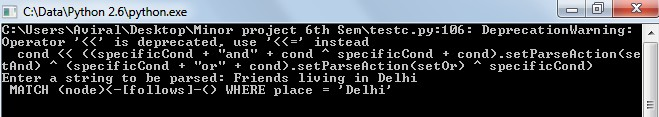 C:\Data\Python 2.6\python.exe
C:\Users\Aviral\Desktop\Minor project 6th Sem\testc.py:106: DeprecationWarning:
Operator '<<' is deprecated, use '<<=' instead
cond << ((specificCond + "and" + cond ^ specificCond + cond).setParseAction(se
tAnd) ^ (specificCond + "or" + cond).setParseAction(setOr) ^ specificCond)
Enter a string to be parsed: Friends living in Delhi
MATCH (node)<-[follows]-() WHERE place = 'Delhi'